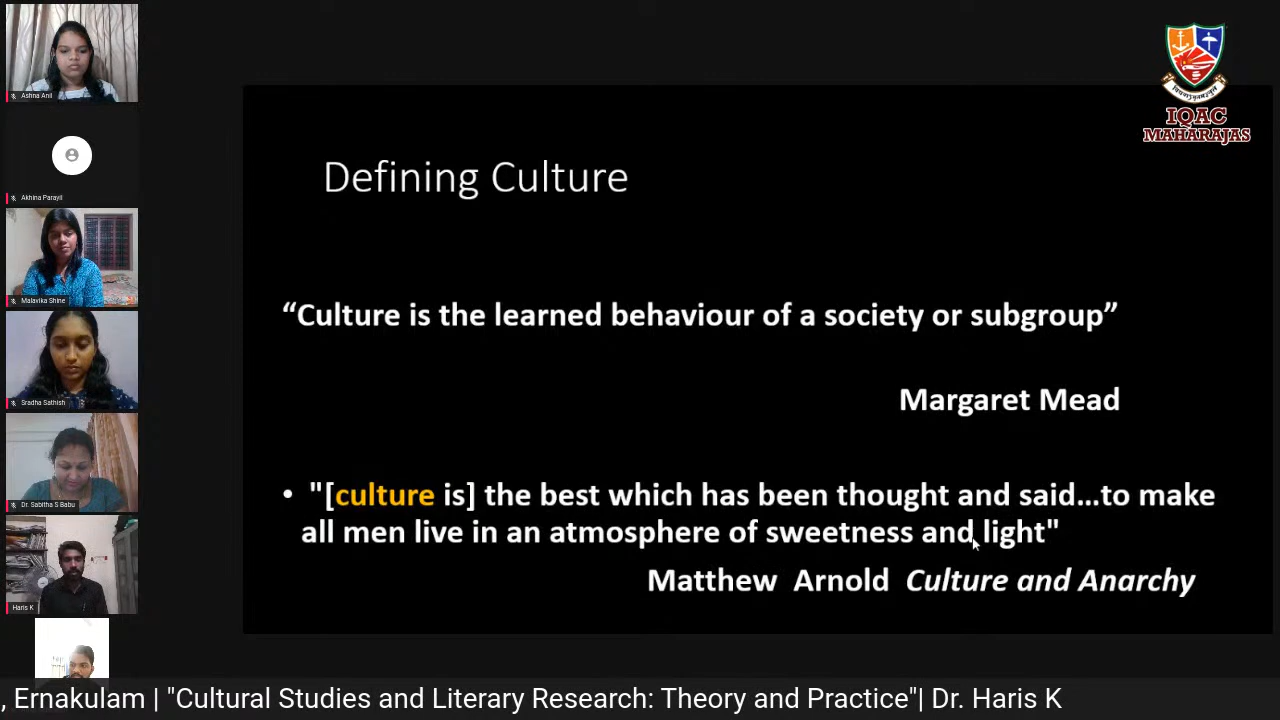 Ashna Anil
Akhina Parayil
Malavika Shine
Sradha Sathish
Dr. Sabitha S Babu
Haris K
IQAC
MAHARAJAS
Defining Culture
“Culture is the learned behaviour of a society or subgroup”
Margaret Mead
• "[culture is] the best which has been thought and said...to make
all men live in an atmosphere of sweetness and light"
Matthew Arnold Culture and Anarchy
, Ernakulam | "Cultural Studies and Literary Research: Theory and Practice"| Dr. Haris K